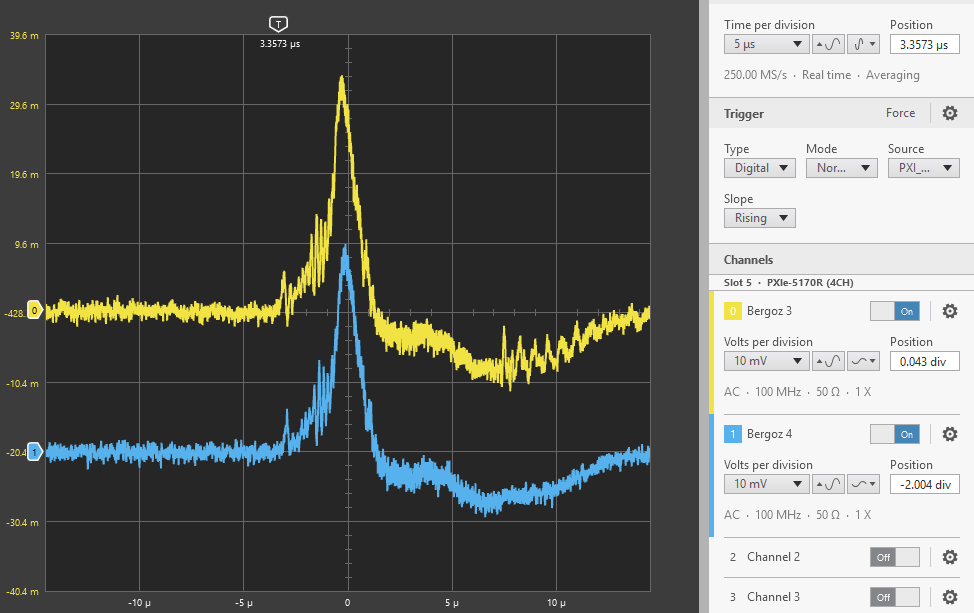 T
3.3573 µs
39.6 m
29.6 m
19.6 m
9.6 m
0
-428.
-10.4 m
1
-20.4
-30.4 m
-40.4 m
-10 µ
-5 µ
0
5 µ
10 µ
Time per division
Position
5 µs
3.3573 µs
250.00 MS/s · Real time · Averaging
Trigger
Force
Type
Mode
Source
Digital
Nor...
PXI_...
Slope
Rising
Channels
Slot 5 · PXIe-5170R (4CH)
0 Bergoz 3
On
Volts per division
Position
10 mV
0.043 div
AC · 100 MHz · 50 Ω · 1 X
1 Bergoz 4
On
Volts per division
Position
10 mV
-2.004 div
AC · 100 MHz · 50 Ω · 1 X
2 Channel 2
Off
3 Channel 3
Off